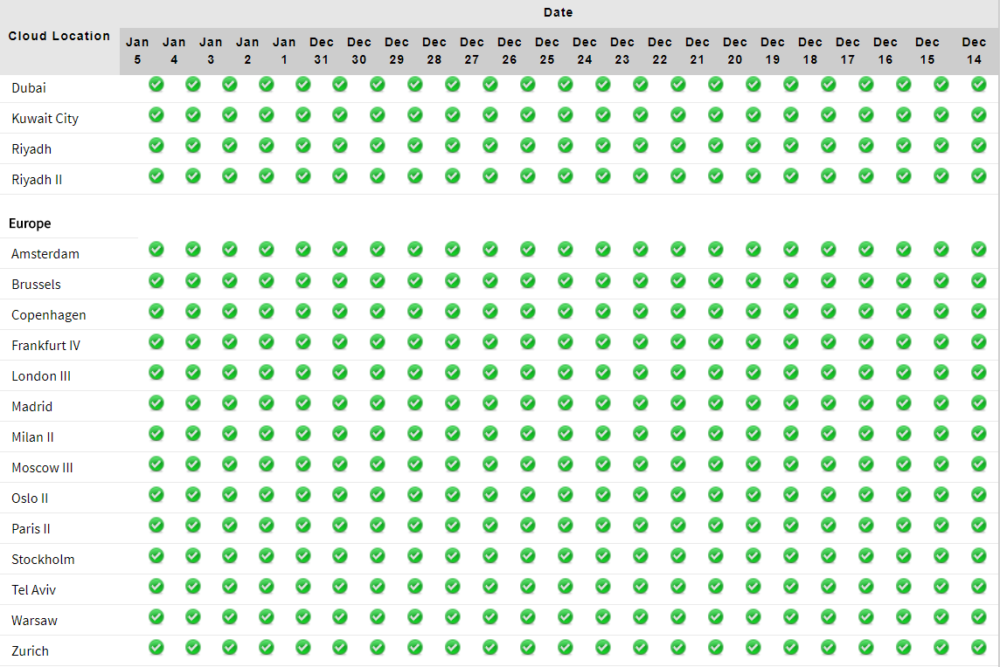 Date
Cloud Location
Jan 5 Jan 4 Jan 3 Jan 2 Jan 1 Dec 31 Dec 30 Dec 29 Dec 28 Dec 27 Dec 26 Dec 25 Dec 24 Dec 23 Dec 22 Dec 21 Dec 20 Dec 19 Dec 18 Dec 17 Dec 16 Dec 15 Dec 14
Dubai
Kuwait City
Riyadh
Riyadh II
Europe
Amsterdam
Brussels
Copenhagen
Frankfurt IV
London III
Madrid
Milan II
Moscow III
Oslo II
Paris II
Stockholm
Tel Aviv
Warsaw
Zurich